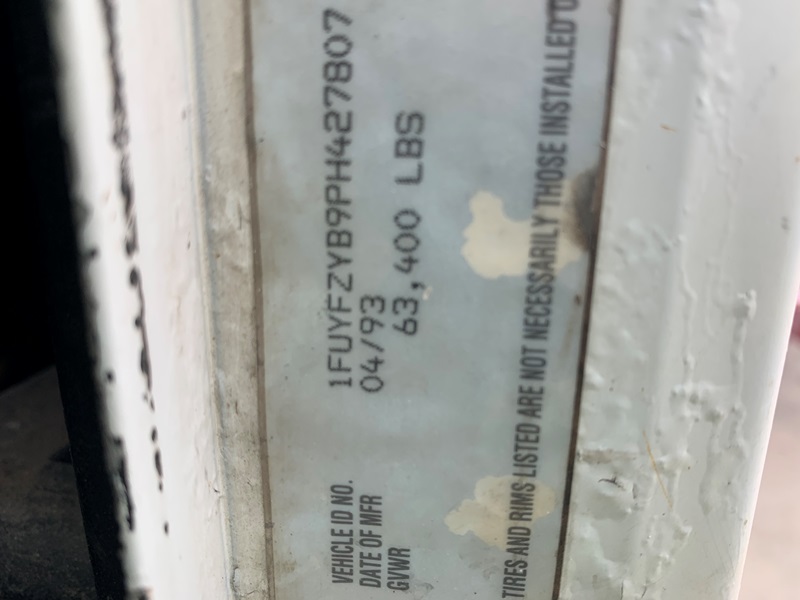 VEHICLE ID NO. 1FUYFZYB9PH427807
DATE OF MFR 04/93
GVWR 63,400 LBS
TIRES AND RIMS LISTED ARE NOT NECESSARILY THOSE INSTALLED